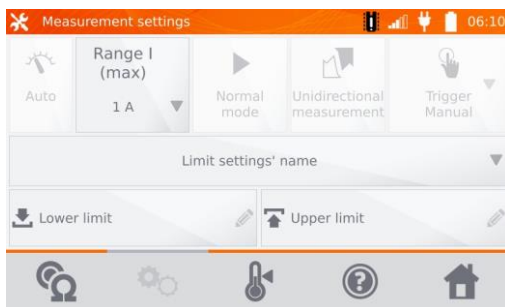 Measurement settings 06:10
Range I
(max)
1 A
Auto
Normal
mode
Unidirectional
measurement
Trigger
Manual
Limit settings' name
Lower limit
Upper limit